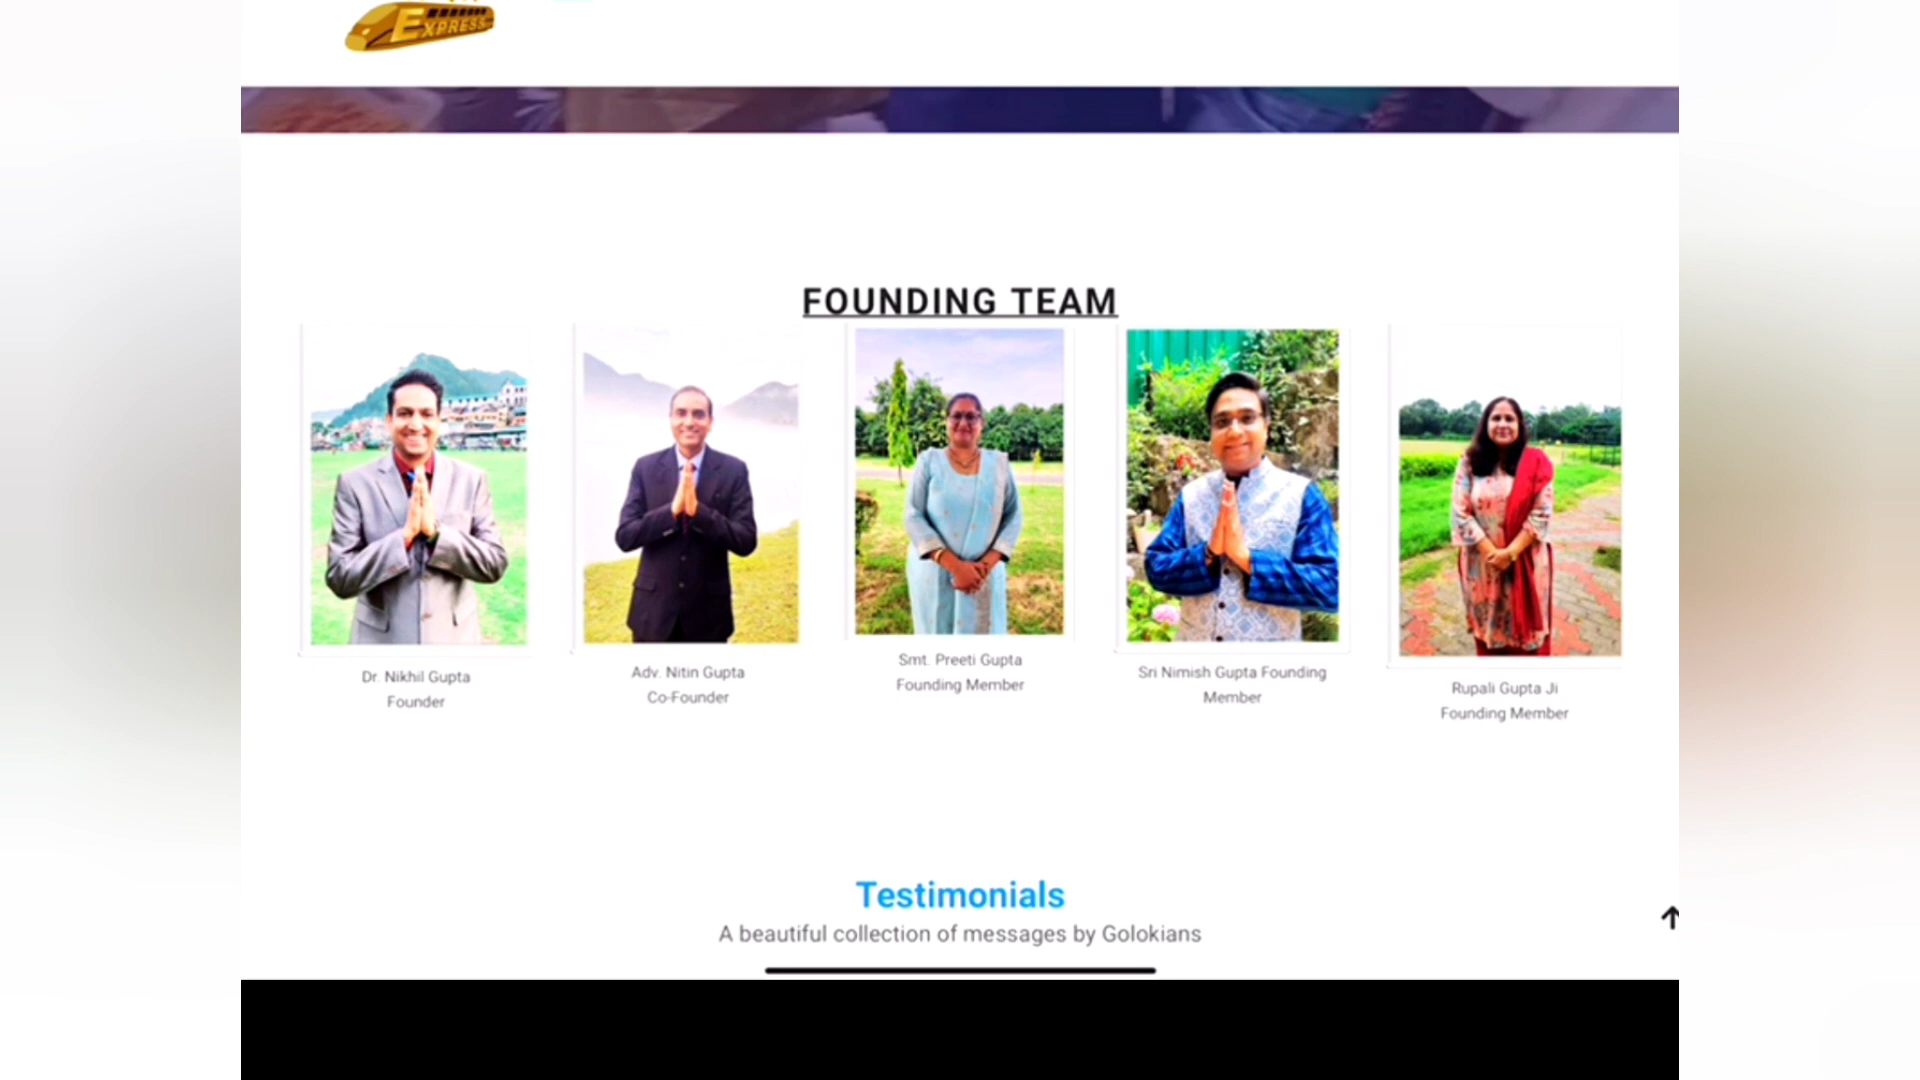 EXPRESS
FOUNDING TEAM
Dr. Nikhil Gupta
Founder
Adv. Nitin Gupta
Co-Founder
Smt. Preeti Gupta
Founding Member
Sri Nimish Gupta Founding
Member
Rupali Gupta Ji
Founding Member
Testimonials
A beautiful collection of messages by Golokians